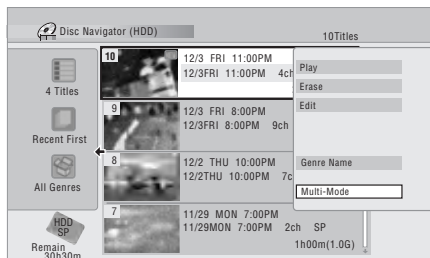 Disc Navigator (HDD)
10Titles
4 Titles
Recent First
All Genres
HDD
SP
Remain
30h30m
10
12/3 FRI 11:00PM
12/3FRI 11:00PM 4ch
9
12/3 FRI 8:00PM
12/3FRI 8:00PM 9ch
8
12/2 THU 10:00PM
12/2THU 10:00PM 7c
7
11/29 MON 7:00PM
11/29MON 7:00PM 2ch SP
1h00m(1.0G)
Play
Erase
Edit
Genre Name
Multi-Mode